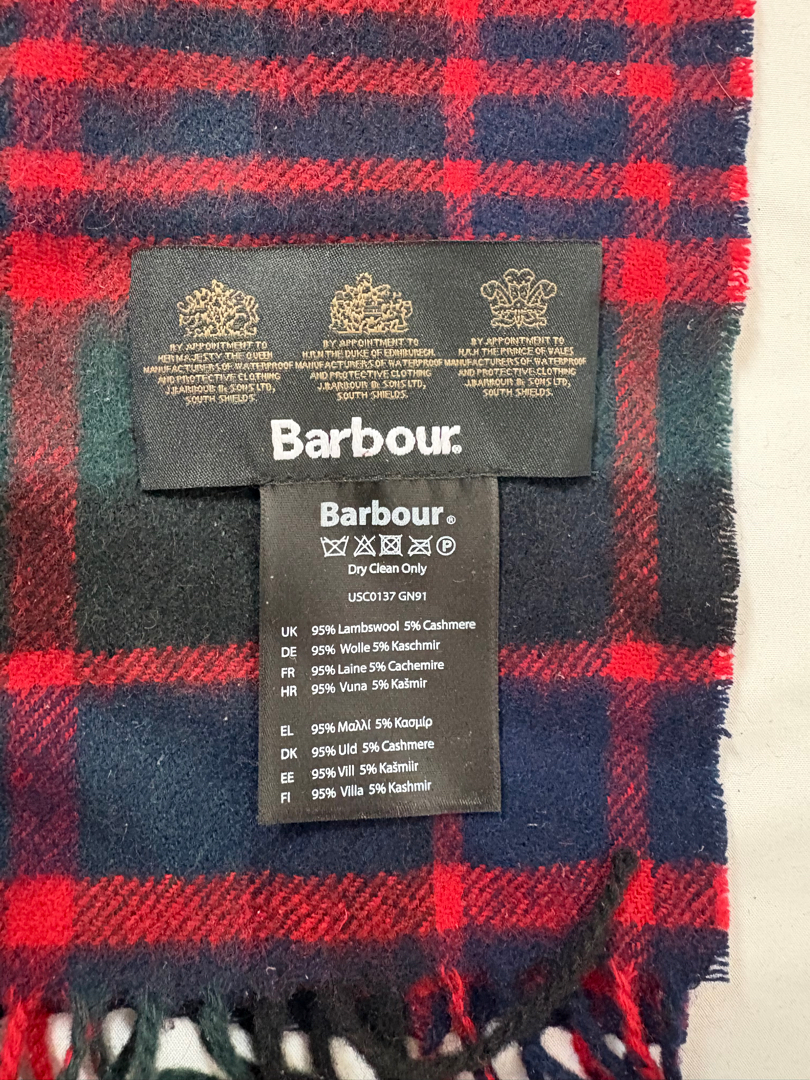 BY APPOINTMENT TO
HER MAJESTY THE QUEEN
MANUFACTURERS OF WATERPROOF
AND PROTECTIVE CLOTHING
J.BARBOUR & SONS LTD,
SOUTH SHIELDS.
BY APPOINTMENT TO
H.R.H THE DUKE OF EDINBURGH.
MANUFACTURERS OF WATERPROOF
AND PROTECTIVE CLOTHING
J.BARBOUR & SONS LTD,
SOUTH SHIELDS.
BY APPOINTMENT TO
H.R.H THE PRINCE OF WALES
MANUFACTURERS OF WATERPROOF
AND PROTECTIVE CLOTHING
J.BARBOUR & SONS LTD,
SOUTH SHIELDS.
Barbour®
Barbour®
P
Dry Clean Only
USC0137 GN91
UK 95% Lambswool 5% Cashmere
DE 95% Wolle 5% Kaschmir
FR 95% Laine 5% Cachemire
HR 95% Vuna 5% Kašmir
EL 95% Μαλλί 5% Κασμίρ
DK 95% Uld 5% Cashmere
EE 95% Vill 5% Kašmiir
FI 95% Villa 5% Kashmir